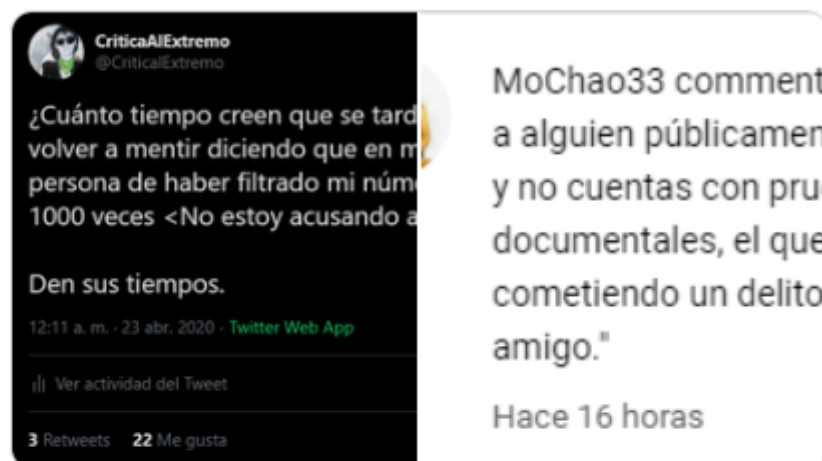 CriticaAlExtremo
@CriticalExtremo
¿Cuánto tiempo creen que se tard
volver a mentir diciendo que en m
persona de haber filtrado mi núm
1000 veces <No estoy acusando a
Den sus tiempos.
12:11 a. m. · 23 abr. 2020 · Twitter Web App
Ver actividad del Tweet
3 Retweets 22 Me gusta
MoChao33 comment
a alguien públicamen
y no cuentas con pru
documentales, el que
cometiendo un delito
amigo."
Hace 16 horas